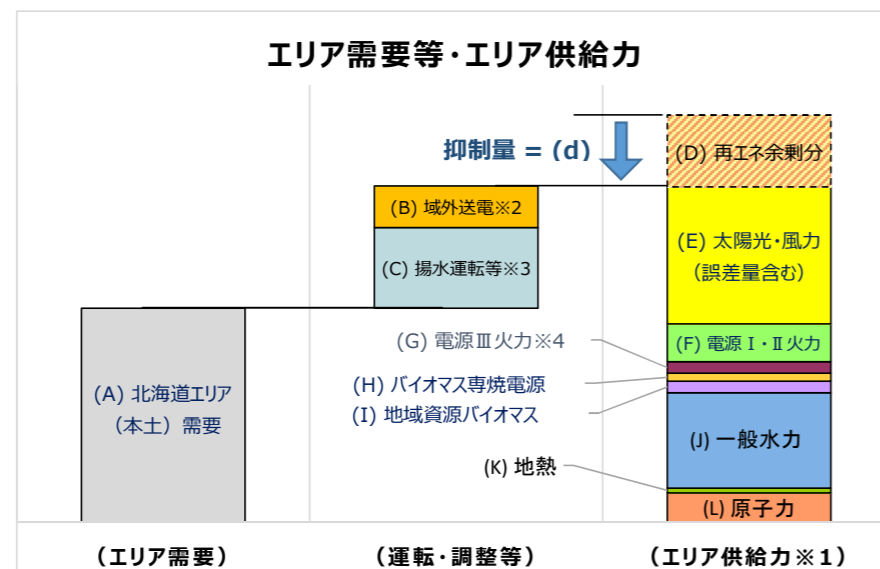 エリア需要等・エリア供給力
抑制量 = (d)
(D) 再エネ余剰分
(B) 域外送電※2
(C) 揚水運転等※3
(E) 太陽光・風力
（誤差量含む）
(G) 電源Ⅲ火力※4
(F) 電源Ⅰ・Ⅱ火力
(A) 北海道エリア
（本土）需要
(H) バイオマス専焼電源
(I) 地域資源バイオマス
(J) 一般水力
(K) 地熱
(L) 原子力
（エリア需要）
（運転・調整等）
（エリア供給力※1）